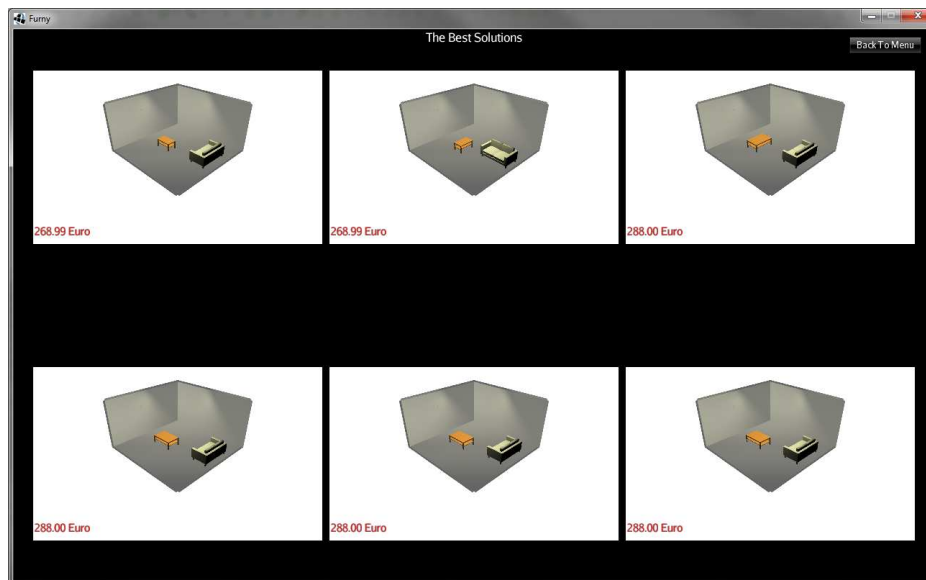 Furny
The Best Solutions
Back To Menu
268.99 Euro
268.99 Euro
288.00 Euro
288.00 Euro
288.00 Euro
288.00 Euro